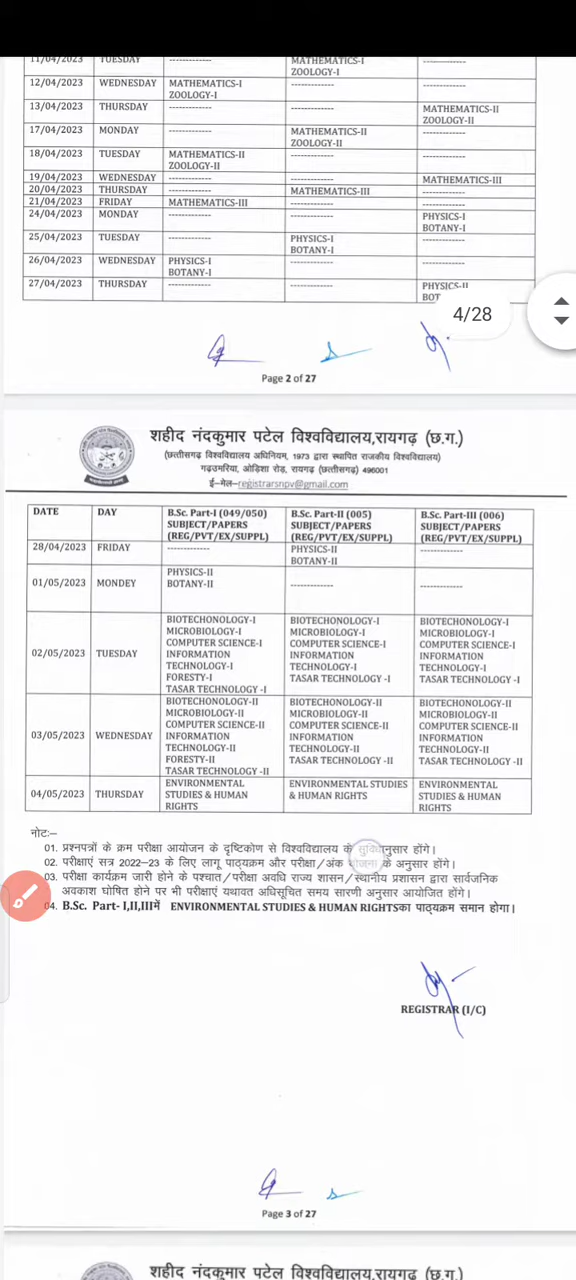 11/04/2023 TUESDAY ------------- MATHEMATICS-I -------------
ZOOLOGY-I
12/04/2023 WEDNESDAY MATHEMATICS-I ------------- -------------
ZOOLOGY-I
13/04/2023 THURSDAY ------------- ------------- MATHEMATICS-II
ZOOLOGY-II
17/04/2023 MONDAY ------------- MATHEMATICS-II -------------
ZOOLOGY-II
18/04/2023 TUESDAY MATHEMATICS-II ------------- -------------
ZOOLOGY-II
19/04/2023 WEDNESDAY ------------- ------------- MATHEMATICS-III
20/04/2023 THURSDAY ------------- MATHEMATICS-III -------------
21/04/2023 FRIDAY MATHEMATICS-III ------------- -------------
24/04/2023 MONDAY ------------- ------------- PHYSICS-I
BOTANY-I
25/04/2023 TUESDAY ------------- PHYSICS-I -------------
BOTANY-I
26/04/2023 WEDNESDAY PHYSICS-I ------------- -------------
BOTANY-I
27/04/2023 THURSDAY ------------- ------------- PHYSICS-II
BOT
4/28
Page 2 of 27
शहीद नंदकुमार पटेल विश्वविद्यालय,रायगढ़ (छ.ग.)
(छत्तीसगढ़ विश्वविद्यालय अधिनियम, 1973 द्वारा स्थापित राजकीय विश्वविद्यालय)
गढ़उमरिया, ओड़िशा रोड़, रायगढ़ (छत्तीसगढ़) 496001
ई-मेल-registrarsnpv@gmail.com
DATE DAY B.Sc. Part-I (049/050) B.Sc. Part-II (005) B.Sc. Part-III (006)
SUBJECT/PAPERS SUBJECT/PAPERS SUBJECT/PAPERS
(REG/PVT/EX/SUPPL) (REG/PVT/EX/SUPPL) (REG/PVT/EX/SUPPL)
28/04/2023 FRIDAY ------------- PHYSICS-II -------------
BOTANY-II
01/05/2023 MONDEY PHYSICS-II ------------- -------------
BOTANY-II
02/05/2023 TUESDAY BIOTECHONOLOGY-I BIOTECHONOLOGY-I BIOTECHONOLOGY-I
MICROBIOLOGY-I MICROBIOLOGY-I MICROBIOLOGY-I
COMPUTER SCIENCE-I COMPUTER SCIENCE-I COMPUTER SCIENCE-I
INFORMATION INFORMATION INFORMATION
TECHNOLOGY-I TECHNOLOGY-I TECHNOLOGY-I
FORESTY-I TASAR TECHNOLOGY -I TASAR TECHNOLOGY -I
TASAR TECHNOLOGY -I
03/05/2023 WEDNESDAY BIOTECHONOLOGY-II BIOTECHONOLOGY-II BIOTECHONOLOGY-II
MICROBIOLOGY-II MICROBIOLOGY-II MICROBIOLOGY-II
COMPUTER SCIENCE-II COMPUTER SCIENCE-II COMPUTER SCIENCE-II
INFORMATION INFORMATION INFORMATION
TECHNOLOGY-II TECHNOLOGY-II TECHNOLOGY-II
FORESTY-II TASAR TECHNOLOGY -II TASAR TECHNOLOGY -II
TASAR TECHNOLOGY -II
04/05/2023 THURSDAY ENVIRONMENTAL ENVIRONMENTAL STUDIES ENVIRONMENTAL
STUDIES & HUMAN & HUMAN RIGHTS STUDIES & HUMAN
RIGHTS RIGHTS
नोटः–
01. प्रश्नपत्रों के क्रम परीक्षा आयोजन के दृष्टिकोण से विश्वविद्यालय के सुविधानुसार होंगे।
02. परीक्षाएं सत्र 2022-23 के लिए लागू पाठ्यक्रम और परीक्षा/अंक योजना के अनुसार होंगे।
03. परीक्षा कार्यक्रम जारी होने के पश्चात/परीक्षा अवधि राज्य शासन/स्थानीय प्रशासन द्वारा सार्वजनिक
अवकाश घोषित होने पर भी परीक्षाएं यथावत अधिसूचित समय सारणी अनुसार आयोजित होंगे।
04. B.Sc. Part- I,II,IIIमें ENVIRONMENTAL STUDIES & HUMAN RIGHTSका पाठ्यक्रम समान होगा।
REGISTRAR (I/C)
Page 3 of 27
शहीद नंदकुमार पटेल विश्वविद्यालय,रायगढ़ (छ.ग.)